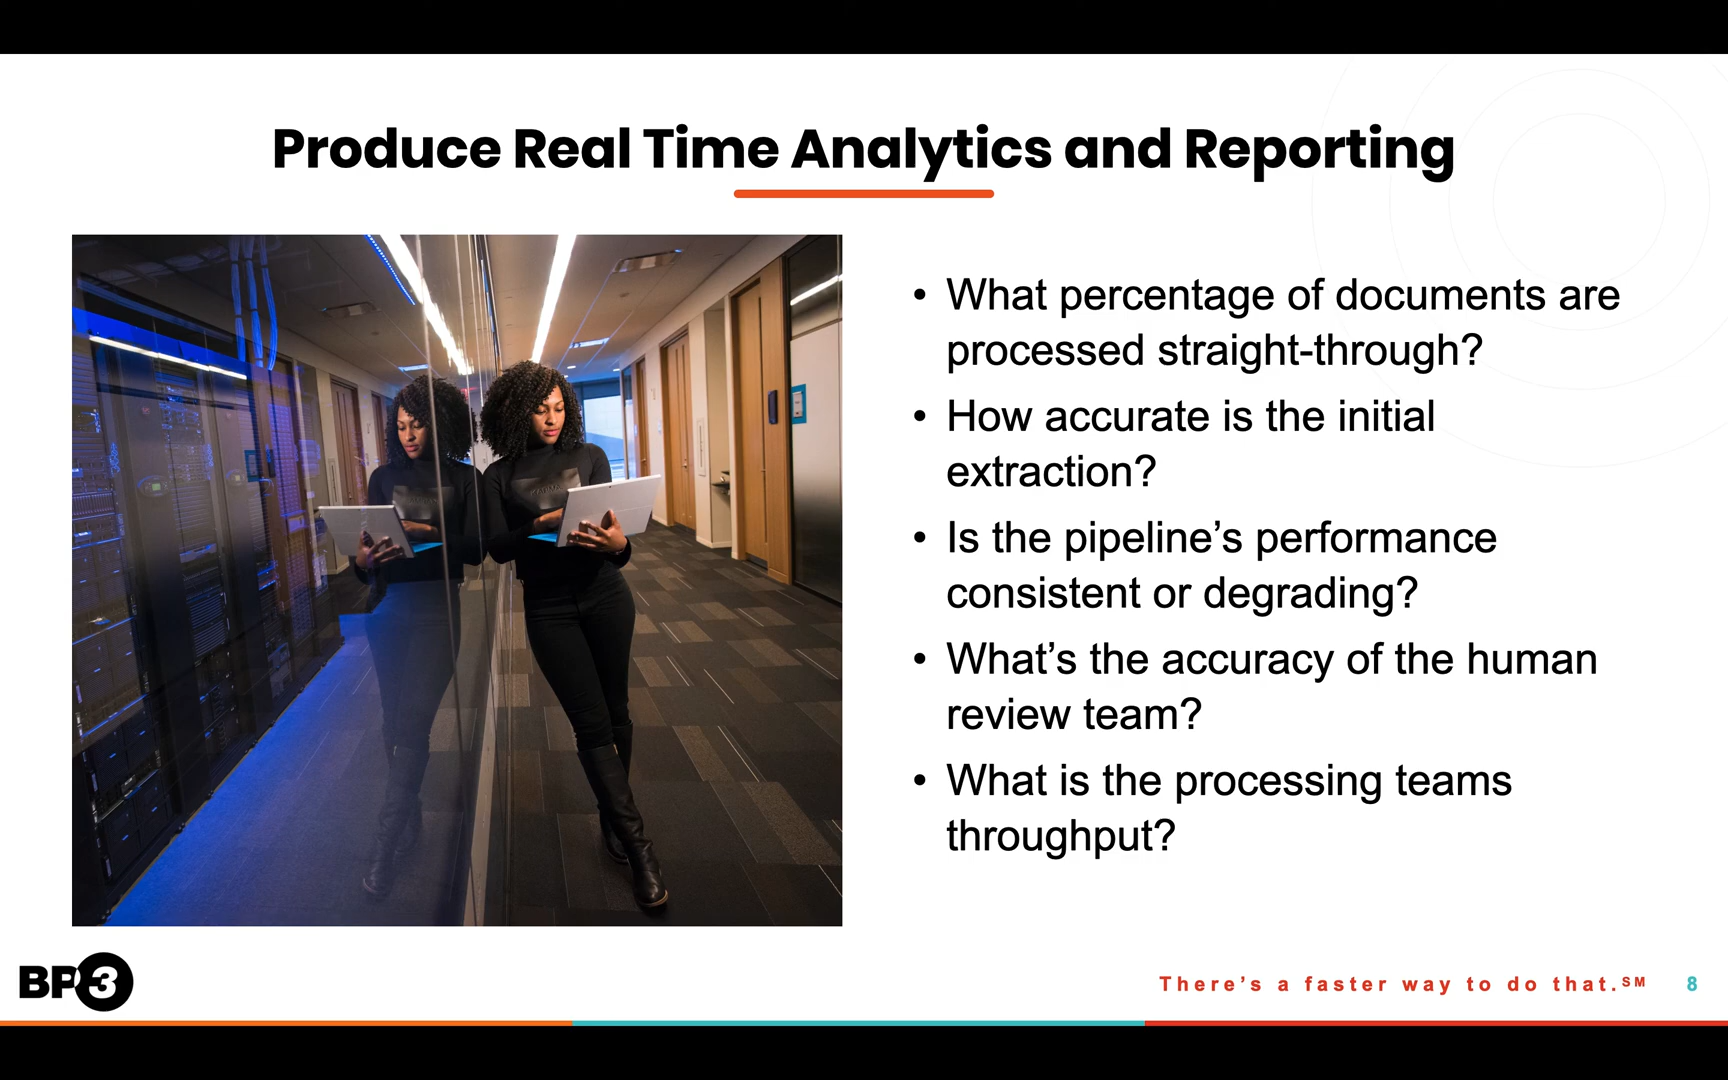 Produce Real Time Analytics and Reporting
• What percentage of documents are
processed straight-through?
• How accurate is the initial
extraction?
• Is the pipeline’s performance
consistent or degrading?
• What’s the accuracy of the human
review team?
• What is the processing teams
throughput?
BP3
There’s a faster way to do that.℠
8